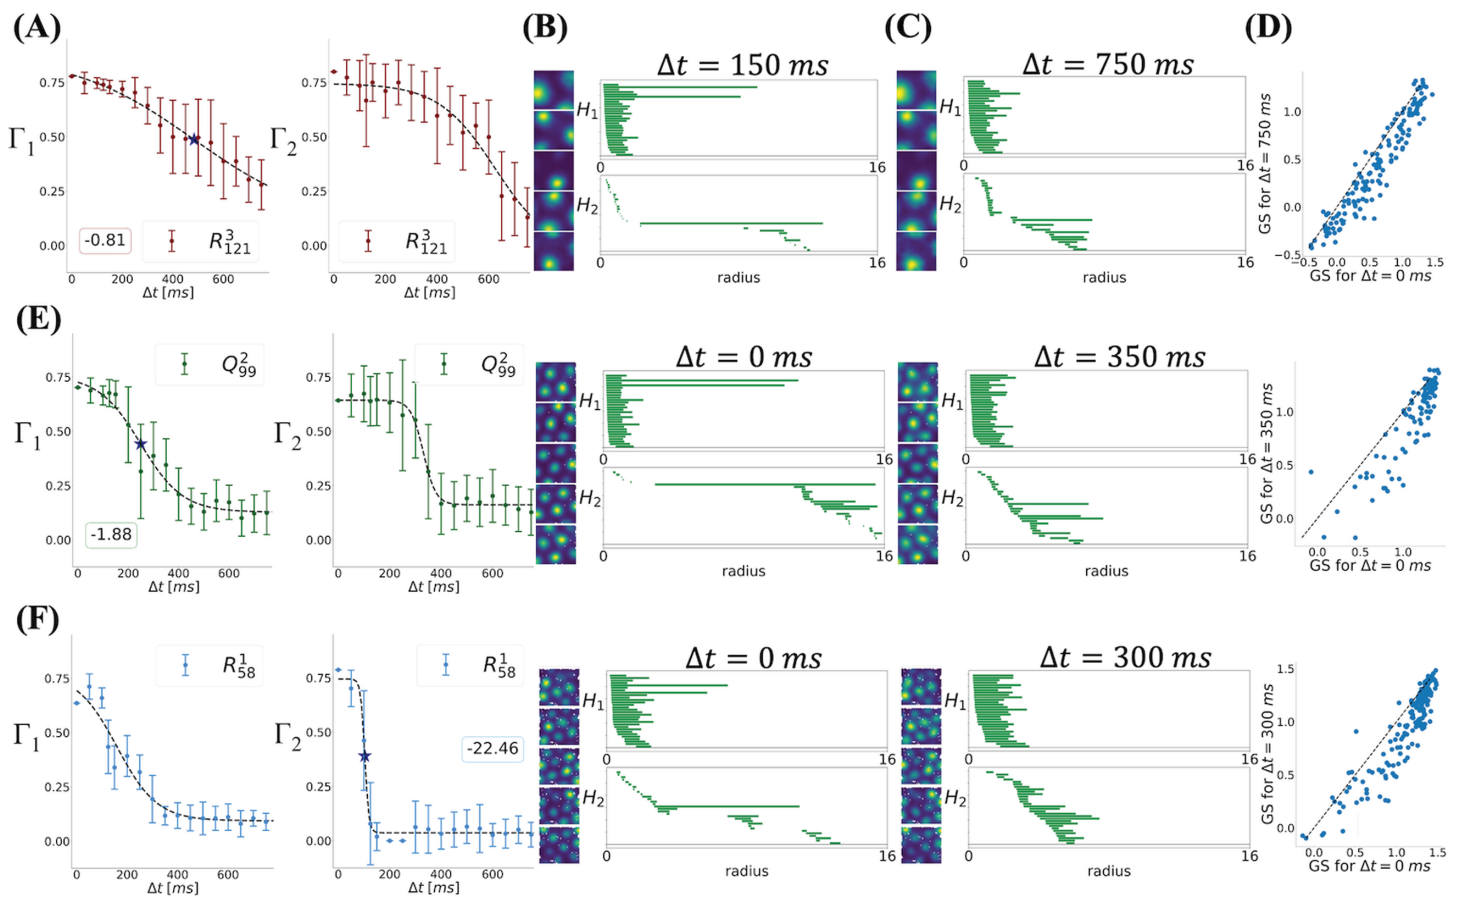 (A)
(B)
(C)
(D)
Γ1
0.75
0.50
0.25
0.00
-0.81
R^3_121
0 200 400 600
Δt [ms]
Γ2
0.75
0.50
0.25
0.00
R^3_121
0 200 400 600
Δt [ms]
Δt = 150 ms
H1
0 16
H2
0 16
radius
Δt = 750 ms
H1
0 16
H2
0 16
radius
GS for Δt = 750 ms
1.0
0.5
0.0
−0.5
−0.5 0.0 0.5 1.0 1.5
GS for Δt = 0 ms
(E)
Γ1
0.75
0.50
0.25
0.00
Q^2_99
-1.88
0 200 400 600
Δt [ms]
Γ2
0.75
0.50
0.25
0.00
Q^2_99
0 200 400 600
Δt [ms]
Δt = 0 ms
H1
0 16
H2
0 16
radius
Δt = 350 ms
H1
0 16
H2
0 16
radius
GS for Δt = 350 ms
1.0
0.5
0.0
0.0 0.5 1.0
GS for Δt = 0 ms
(F)
Γ1
0.75
0.50
0.25
0.00
R^1_58
0 200 400 600
Δt [ms]
Γ2
0.75
0.50
0.25
0.00
R^1_58
-22.46
0 200 400 600
Δt [ms]
Δt = 0 ms
H1
0 16
H2
0 16
radius
Δt = 300 ms
H1
0 16
H2
0 16
radius
GS for Δt = 300 ms
1.5
1.0
0.5
0.0
0.0 0.5 1.0 1.5
GS for Δt = 0 ms